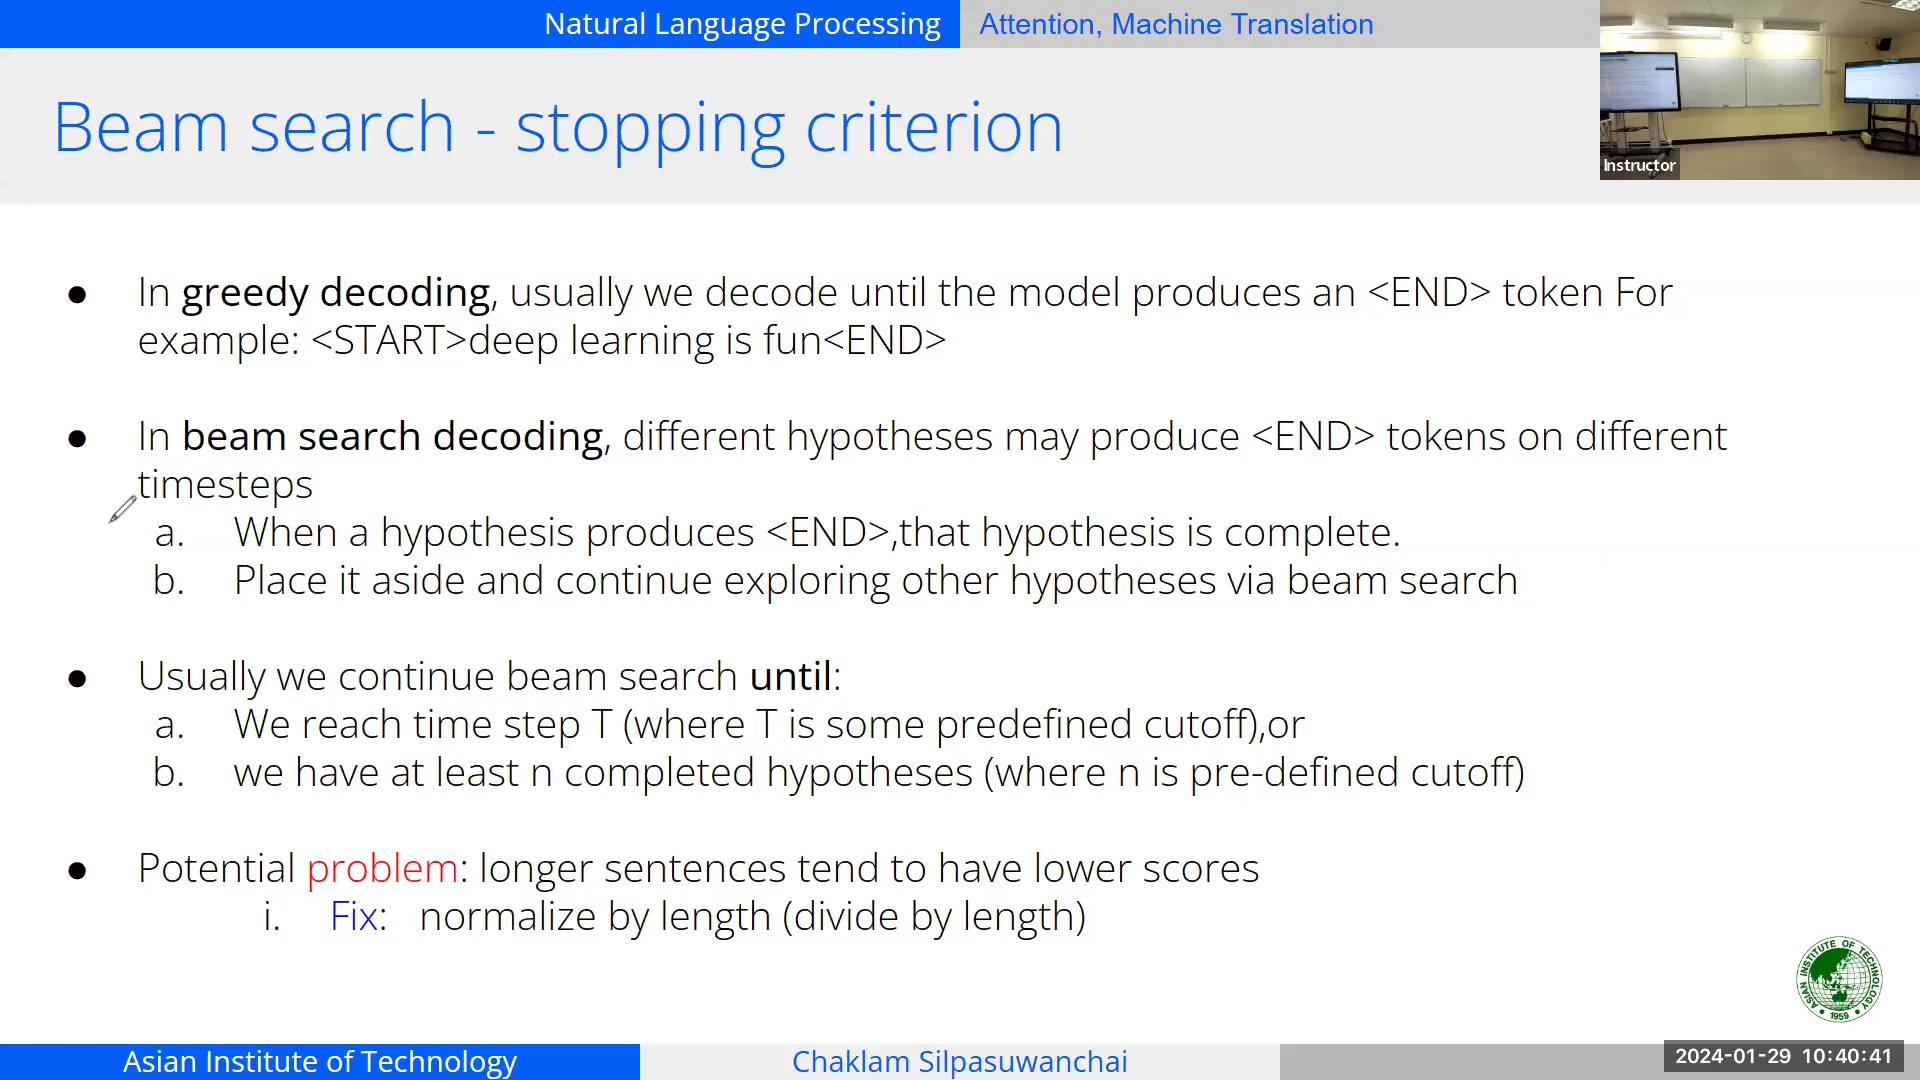 Natural Language Processing
Attention, Machine Translation
Instructor
Beam search - stopping criterion
● In greedy decoding, usually we decode until the model produces an <END> token For
example: <START>deep learning is fun<END>
● In beam search decoding, different hypotheses may produce <END> tokens on different
timesteps
a. When a hypothesis produces <END>,that hypothesis is complete.
b. Place it aside and continue exploring other hypotheses via beam search
● Usually we continue beam search until:
a. We reach time step T (where T is some predefined cutoff),or
b. we have at least n completed hypotheses (where n is pre-defined cutoff)
● Potential problem: longer sentences tend to have lower scores
i. Fix: normalize by length (divide by length)
ASIAN INSTITUTE OF TECHNOLOGY
1959
Asian Institute of Technology
Chaklam Silpasuwanchai
2024-01-29 10:40:41